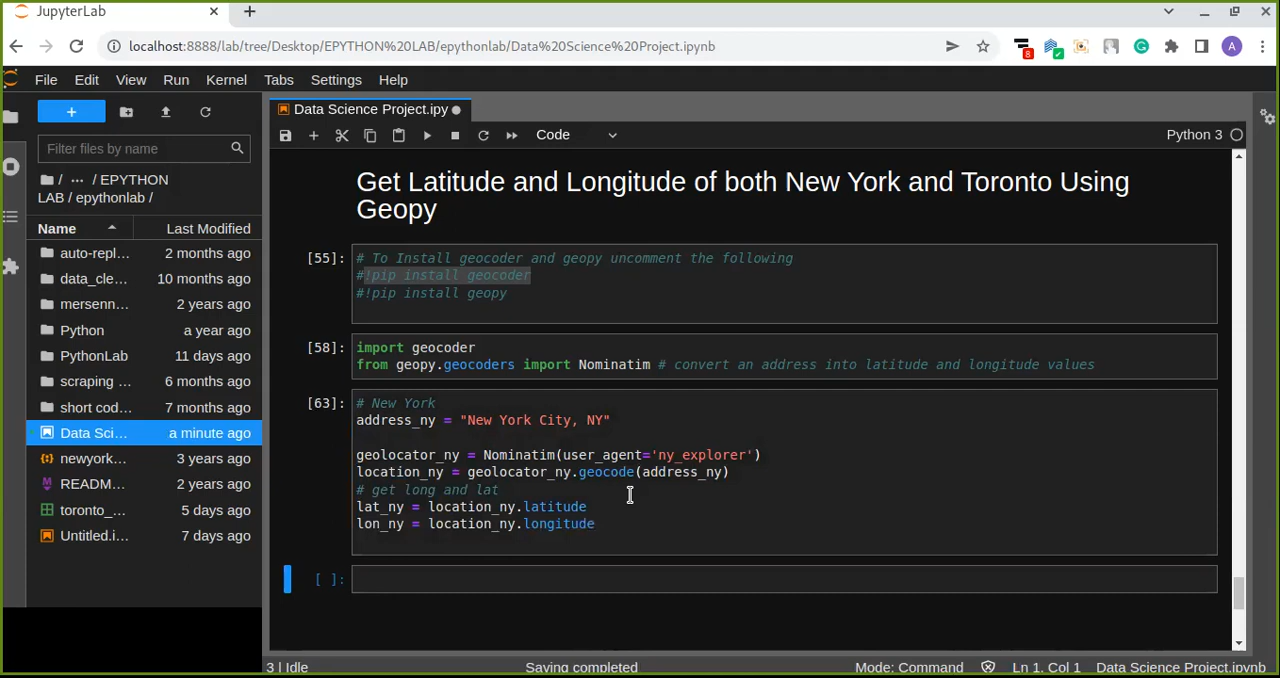 JupyterLab
localhost:8888/lab/tree/Desktop/EPYTHON%20LAB/epythonlab/Data%20Science%20Project.ipynb
8
A
File Edit View Run Kernel Tabs Settings Help
Filter files by name
/ ··· / EPYTHON
LAB / epythonlab /
Name Last Modified
auto-repl... 2 months ago
data_cle... 10 months ago
mersenn... 2 years ago
Python a year ago
PythonLab 11 days ago
scraping ... 6 months ago
short cod... 7 months ago
Data Sci... a minute ago
newyork... 3 years ago
READM... 2 years ago
toronto_... 5 days ago
Untitled.i... 7 days ago
Data Science Project.ipy
Code
Python 3
Get Latitude and Longitude of both New York and Toronto Using
Geopy
[55]: # To Install geocoder and geopy uncomment the following
#!pip install geocoder
#!pip install geopy
[58]: import geocoder
from geopy.geocoders import Nominatim # convert an address into latitude and longitude values
[63]: # New York
address_ny = "New York City, NY"
geolocator_ny = Nominatim(user_agent='ny_explorer')
location_ny = geolocator_ny.geocode(address_ny)
# get long and lat
lat_ny = location_ny.latitude
lon_ny = location_ny.longitude
[ ]:
3 | Idle Saving completed Mode: Command Ln 1, Col 1 Data Science Project.ipynb